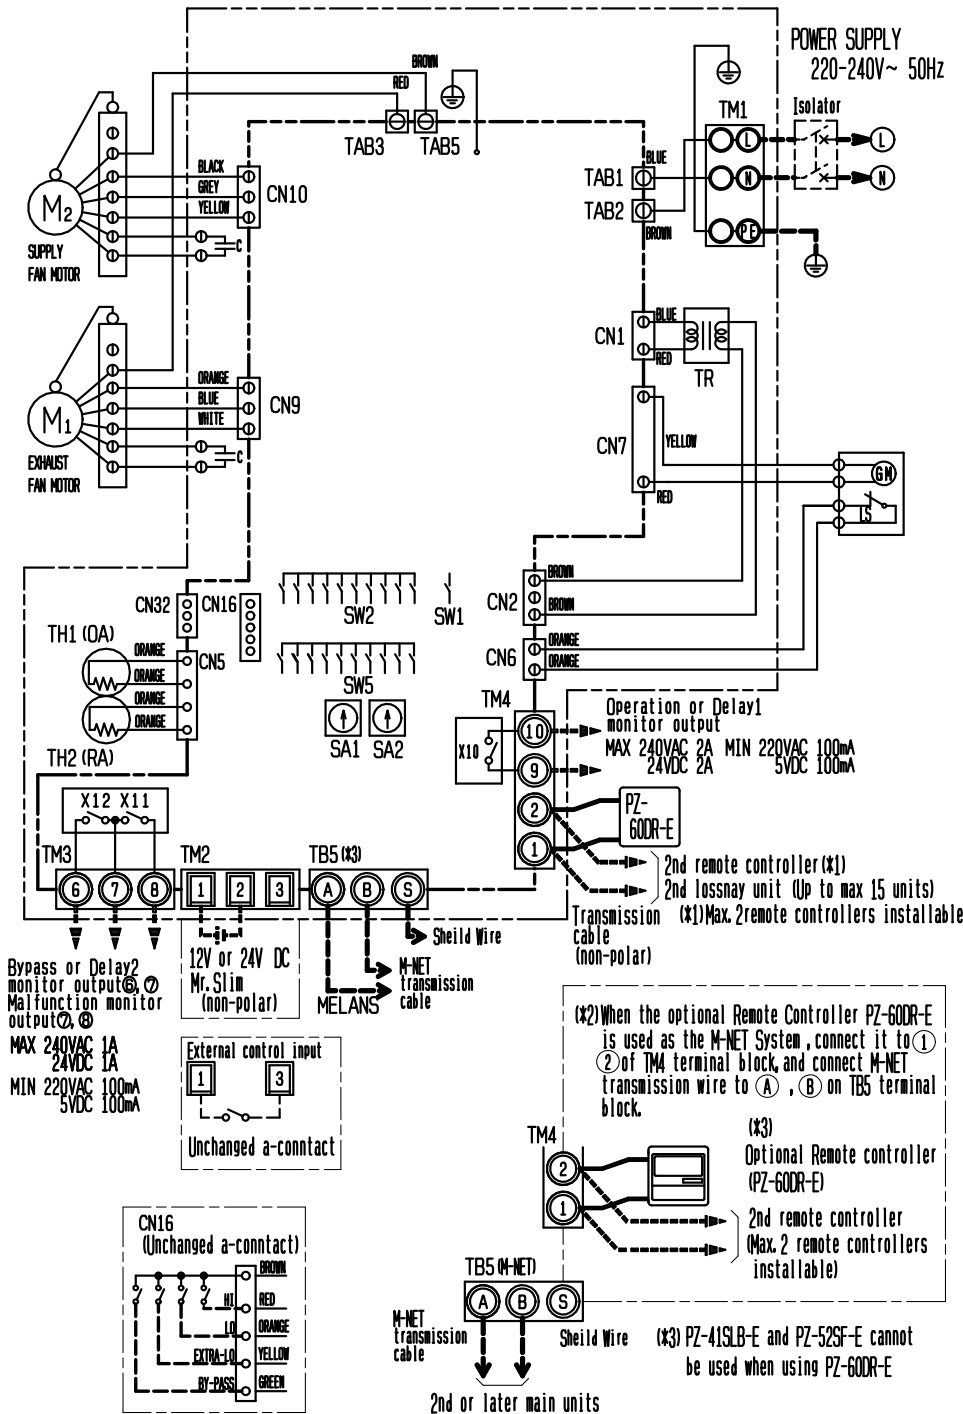 POWER SUPPLY
220-240V~ 50Hz
BROWN
RED
TM1
Isolator
L
L
TAB3
TAB5
BLUE
TAB1
N
N
TAB2
BROWN
PE
BLACK
GREY
YELLOW
CN10
M2
C
SUPPLY
FAN MOTOR
BLUE
CN1
RED
TR
ORANGE
BLUE
WHITE
CN9
M1
C
EXHAUST
FAN MOTOR
CN7
YELLOW
RED
GM
LS
BROWN
CN2
BROWN
ORANGE
CN6
ORANGE
CN32
CN16
SW2
SW1
TH1 (OA)
ORANGE
CN5
ORANGE
ORANGE
ORANGE
TH2 (RA)
SW5
SA1
SA2
TM4
X10
10
9
2
1
Operation or Delay1
monitor output
MAX 240VAC 2A MIN 220VAC 100mA
24VDC 2A 5VDC 100mA
PZ-
60DR-E
2nd remote controller(*1)
2nd lossnay unit (Up to max 15 units)
Transmission
cable
(non-polar)
(*1)Max. 2remote controllers installable
X12 X11
TM3
6
7
8
TM2
1
2
3
TB5 (*3)
A
B
S
Sheild Wire
M-NET
transmission
cable
MELANS
12V or 24V DC
Mr. Slim
(non-polar)
Bypass or Delay2
monitor output⑥, ⑦
Malfunction monitor
output⑦, ⑧
MAX 240VAC 1A
24VDC 1A
MIN 220VAC 100mA
5VDC 100mA
External control input
1
3
Unchanged a-conntact
(*2)When the optional Remote Controller PZ-60DR-E
is used as the M-NET System, connect it to ①
② of TM4 terminal block, and connect M-NET
transmission wire to Ⓐ , Ⓑ on TB5 terminal
block.
TM4
2
1
(*3)
Optional Remote controller
(PZ-60DR-E)
2nd remote controller
(Max. 2 remote controllers
installable)
CN16
(Unchanged a-conntact)
BROWN
HI
RED
LO
ORANGE
EXTRA-LO
YELLOW
BY-PASS
GREEN
TB5 (M-NET)
A
B
S
M-NET
transmission
cable
Sheild Wire
2nd or later main units
(*3) PZ-41SLB-E and PZ-52SF-E cannot
be used when using PZ-60DR-E